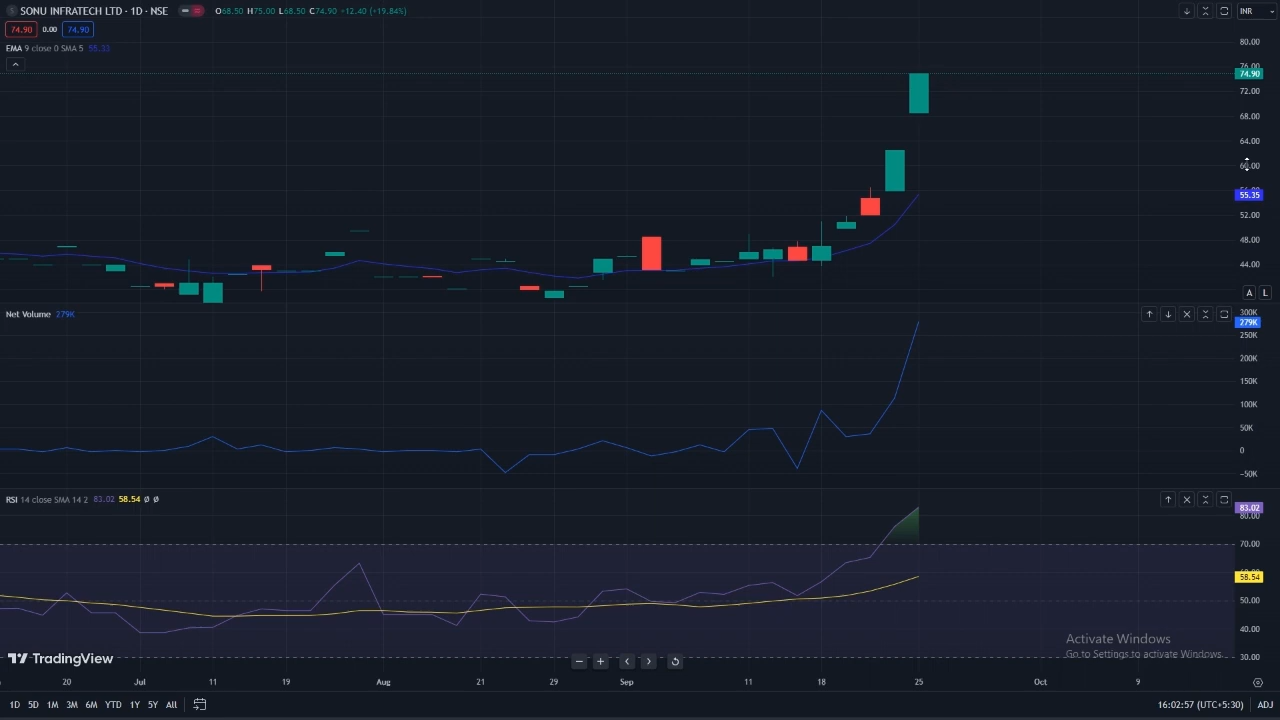 SONU INFRATECH LTD · 1D · NSE O68.50 H75.00 L68.50 C74.90 +12.40 (+19.84%) INR
74.90 0.00 74.90
EMA 9 close 0 SMA 5 55.33
80.00
76.00
74.90
72.00
68.00
64.00
60.00
56.00
55.35
52.00
48.00
44.00
A L
Net Volume 279K
300K
279K
250K
200K
150K
100K
50K
0
−50K
RSI 14 close SMA 14 2 83.02 58.54 Ø Ø
83.02
80.00
70.00
58.54
50.00
40.00
30.00
Activate Windows
Go to Settings to activate Windows.
TradingView
20 Jul 11 19 Aug 21 29 Sep 11 18 25 Oct 9
1D 5D 1M 3M 6M YTD 1Y 5Y All 16:02:57 (UTC+5:30) ADJ